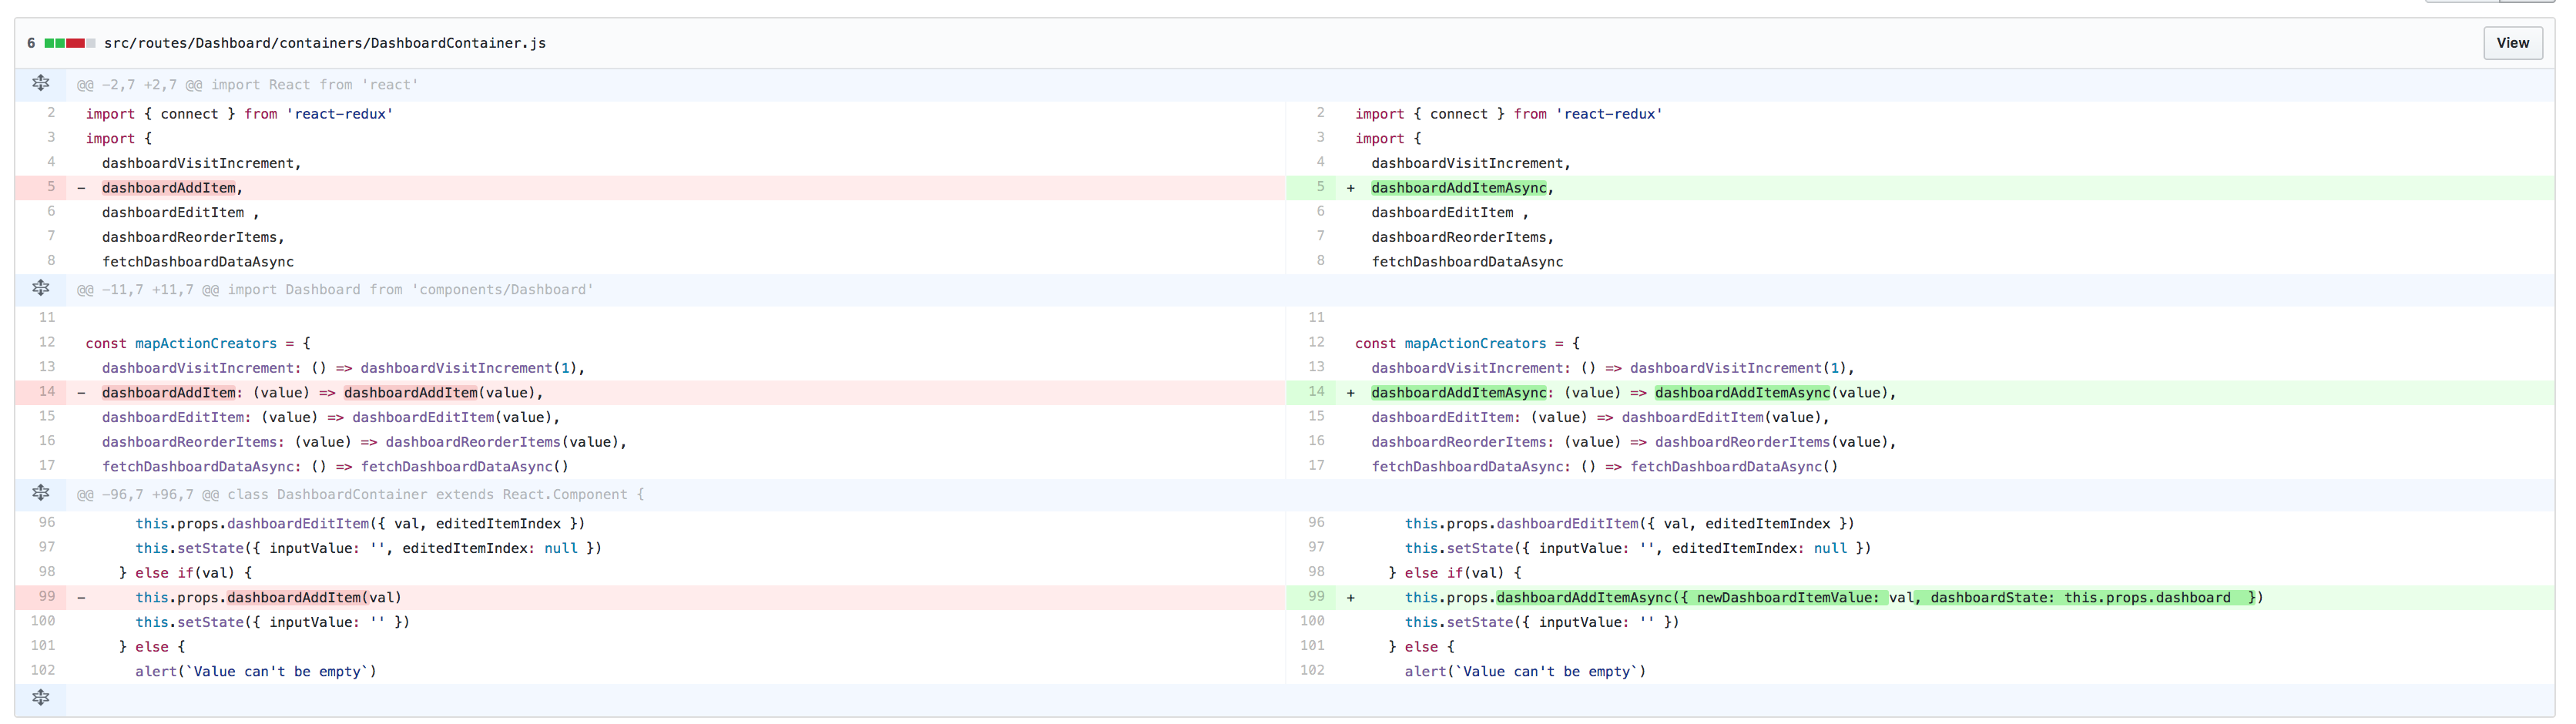 6 src/routes/Dashboard/containers/DashboardContainer.js View
@@ -2,7 +2,7 @@ import React from 'react'
2 import { connect } from 'react-redux' 2 import { connect } from 'react-redux'
3 import { 3 import {
4 dashboardVisitIncrement, 4 dashboardVisitIncrement,
5 - dashboardAddItem, 5 + dashboardAddItemAsync,
6 dashboardEditItem , 6 dashboardEditItem ,
7 dashboardReorderItems, 7 dashboardReorderItems,
8 fetchDashboardDataAsync 8 fetchDashboardDataAsync
@@ -11,7 +11,7 @@ import Dashboard from 'components/Dashboard'
11 11
12 const mapActionCreators = { 12 const mapActionCreators = {
13 dashboardVisitIncrement: () => dashboardVisitIncrement(1), 13 dashboardVisitIncrement: () => dashboardVisitIncrement(1),
14 - dashboardAddItem: (value) => dashboardAddItem(value), 14 + dashboardAddItemAsync: (value) => dashboardAddItemAsync(value),
15 dashboardEditItem: (value) => dashboardEditItem(value), 15 dashboardEditItem: (value) => dashboardEditItem(value),
16 dashboardReorderItems: (value) => dashboardReorderItems(value), 16 dashboardReorderItems: (value) => dashboardReorderItems(value),
17 fetchDashboardDataAsync: () => fetchDashboardDataAsync() 17 fetchDashboardDataAsync: () => fetchDashboardDataAsync()
@@ -96,7 +96,7 @@ class DashboardContainer extends React.Component {
96 this.props.dashboardEditItem({ val, editedItemIndex }) 96 this.props.dashboardEditItem({ val, editedItemIndex })
97 this.setState({ inputValue: '', editedItemIndex: null }) 97 this.setState({ inputValue: '', editedItemIndex: null })
98 } else if(val) { 98 } else if(val) {
99 - this.props.dashboardAddItem(val) 99 + this.props.dashboardAddItemAsync({ newDashboardItemValue: val, dashboardState: this.props.dashboard })
100 this.setState({ inputValue: '' }) 100 this.setState({ inputValue: '' })
101 } else { 101 } else {
102 alert(`Value can't be empty`) 102 alert(`Value can't be empty`)